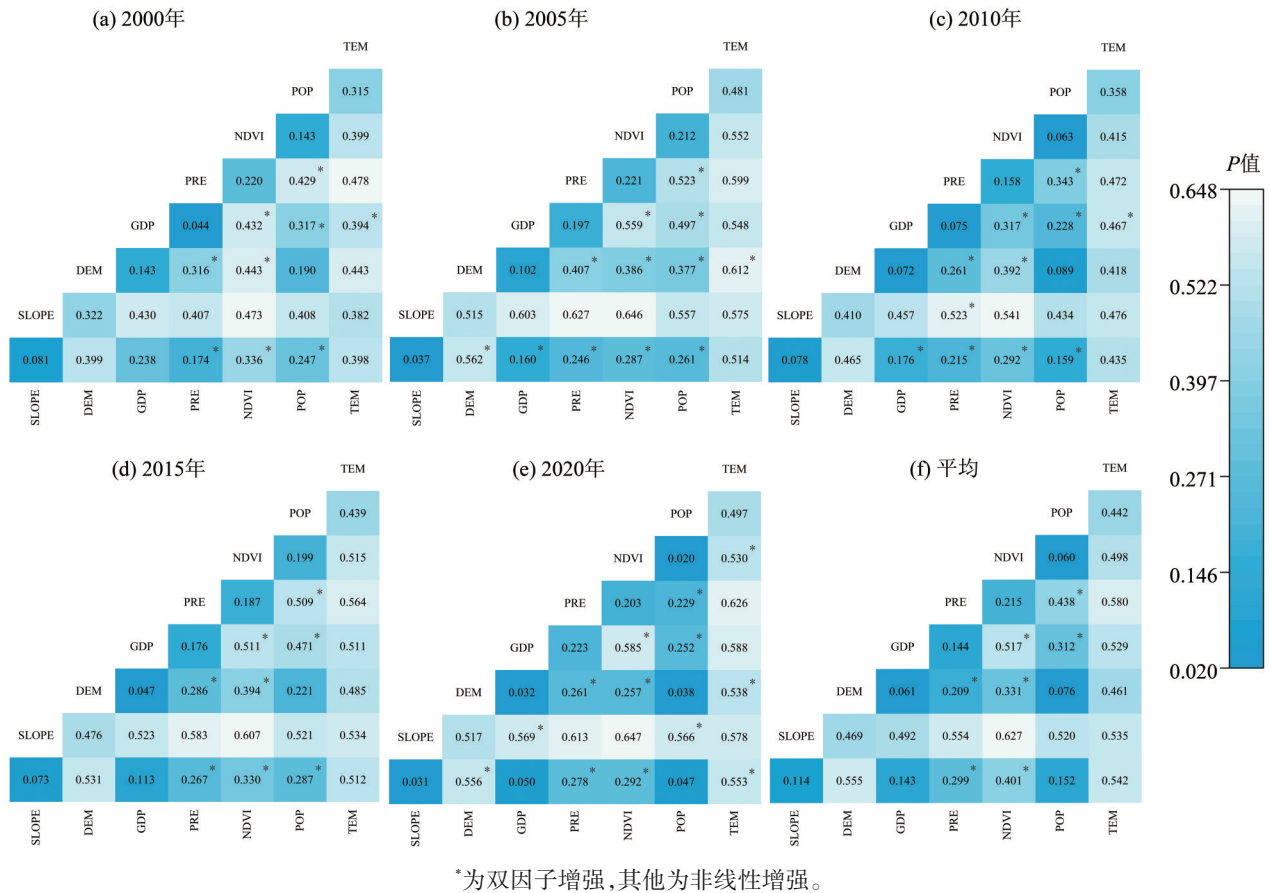 (a) 2000年
TEM
POP 0.315
NDVI 0.143 0.399
PRE 0.220 0.429* 0.478
GDP 0.044 0.432* 0.317* 0.394*
DEM 0.143 0.316* 0.443* 0.190 0.443
SLOPE 0.322 0.430 0.407 0.473 0.408 0.382
0.081 0.399 0.238 0.174* 0.336* 0.247* 0.398
SLOPE DEM GDP PRE NDVI POP TEM
(b) 2005年
TEM
POP 0.481
NDVI 0.212 0.552
PRE 0.221 0.523* 0.599
GDP 0.197 0.559* 0.497* 0.548
DEM 0.102 0.407* 0.386* 0.377* 0.612*
SLOPE 0.515 0.603 0.627 0.646 0.557 0.575
0.037 0.562* 0.160* 0.246* 0.287* 0.261* 0.514
SLOPE DEM GDP PRE NDVI POP TEM
(c) 2010年
TEM
POP 0.358
NDVI 0.063 0.415
PRE 0.158 0.343* 0.472
GDP 0.075 0.317* 0.228* 0.467*
DEM 0.072 0.261* 0.392* 0.089 0.418
SLOPE 0.410 0.457 0.523* 0.541 0.434 0.476
0.078 0.465 0.176* 0.215* 0.292* 0.159* 0.435
SLOPE DEM GDP PRE NDVI POP TEM
P值
0.648
0.522
0.397
0.271
0.146
0.020
(d) 2015年
TEM
POP 0.439
NDVI 0.199 0.515
PRE 0.187 0.509* 0.564
GDP 0.176 0.511* 0.471* 0.511
DEM 0.047 0.286* 0.394* 0.221 0.485
SLOPE 0.476 0.523 0.583 0.607 0.521 0.534
0.073 0.531 0.113 0.267* 0.330* 0.287* 0.512
SLOPE DEM GDP PRE NDVI POP TEM
(e) 2020年
TEM
POP 0.497
NDVI 0.020 0.530*
PRE 0.203 0.229* 0.626
GDP 0.223 0.585* 0.252* 0.588
DEM 0.032 0.261* 0.257* 0.038 0.538*
SLOPE 0.517 0.569* 0.613 0.647 0.566* 0.578
0.031 0.556* 0.050 0.278* 0.292* 0.047 0.553*
SLOPE DEM GDP PRE NDVI POP TEM
(f) 平均
TEM
POP 0.442
NDVI 0.060 0.498
PRE 0.215 0.438* 0.580
GDP 0.144 0.517* 0.312* 0.529
DEM 0.061 0.209* 0.331* 0.076 0.461
SLOPE 0.469 0.492 0.554 0.627 0.520 0.535
0.114 0.555 0.143 0.299* 0.401* 0.152 0.542
SLOPE DEM GDP PRE NDVI POP TEM
*为双因子增强,其他为非线性增强。